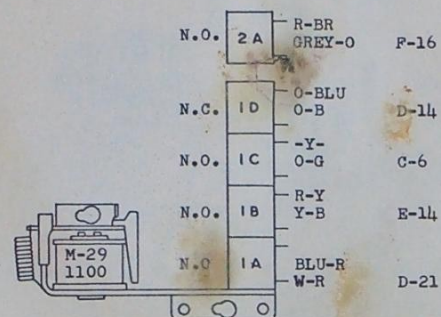 R-BR
N.O. 2A GREY-O F-16
O-BLU
N.C. 1D O-B D-14
-Y-
N.O. 1C O-G C-6
R-Y
N.O. 1B Y-B E-14
M-29
1100
N.O 1A BLU-R
W-R D-21